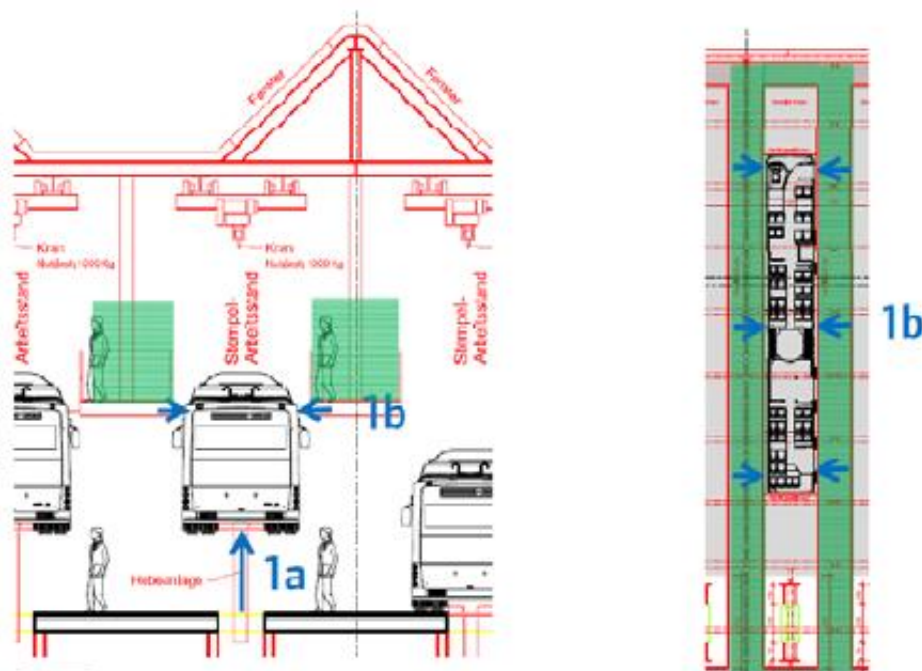 Fenster
Fenster
Kran
Nutzlast 1000 Kg
Kran
Nutzlast 1000 Kg
Arbeitsstand
Stempel-
Arbeitsstand
Stempel-
Arbeitsstand
1b
1a
Hebeanlage
1b